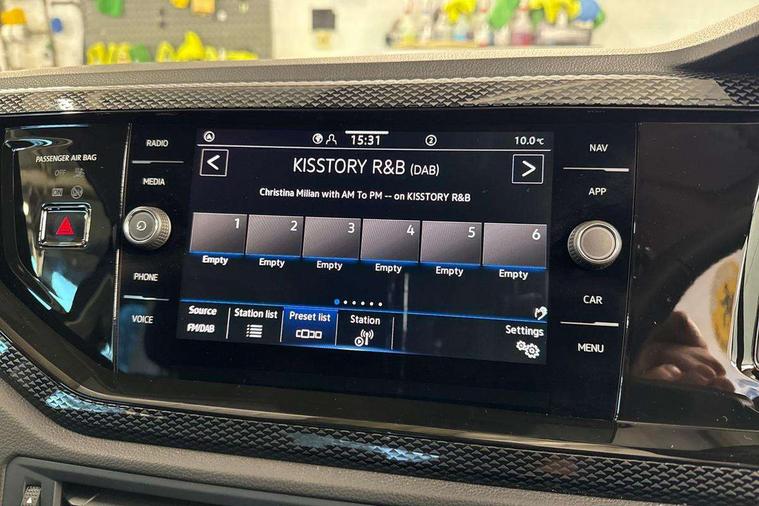 PASSENGER AIR BAG
OFF
ON
RADIO
MEDIA
PHONE
VOICE
15:31
2
10.0°C
KISSTORY R&B (DAB)
Christina Milian with AM To PM -- on KISSTORY R&B
1 2 3 4 5 6
Empty Empty Empty Empty Empty Empty
Source Station list Preset list Station Settings
FM/DAB
NAV
APP
CAR
MENU